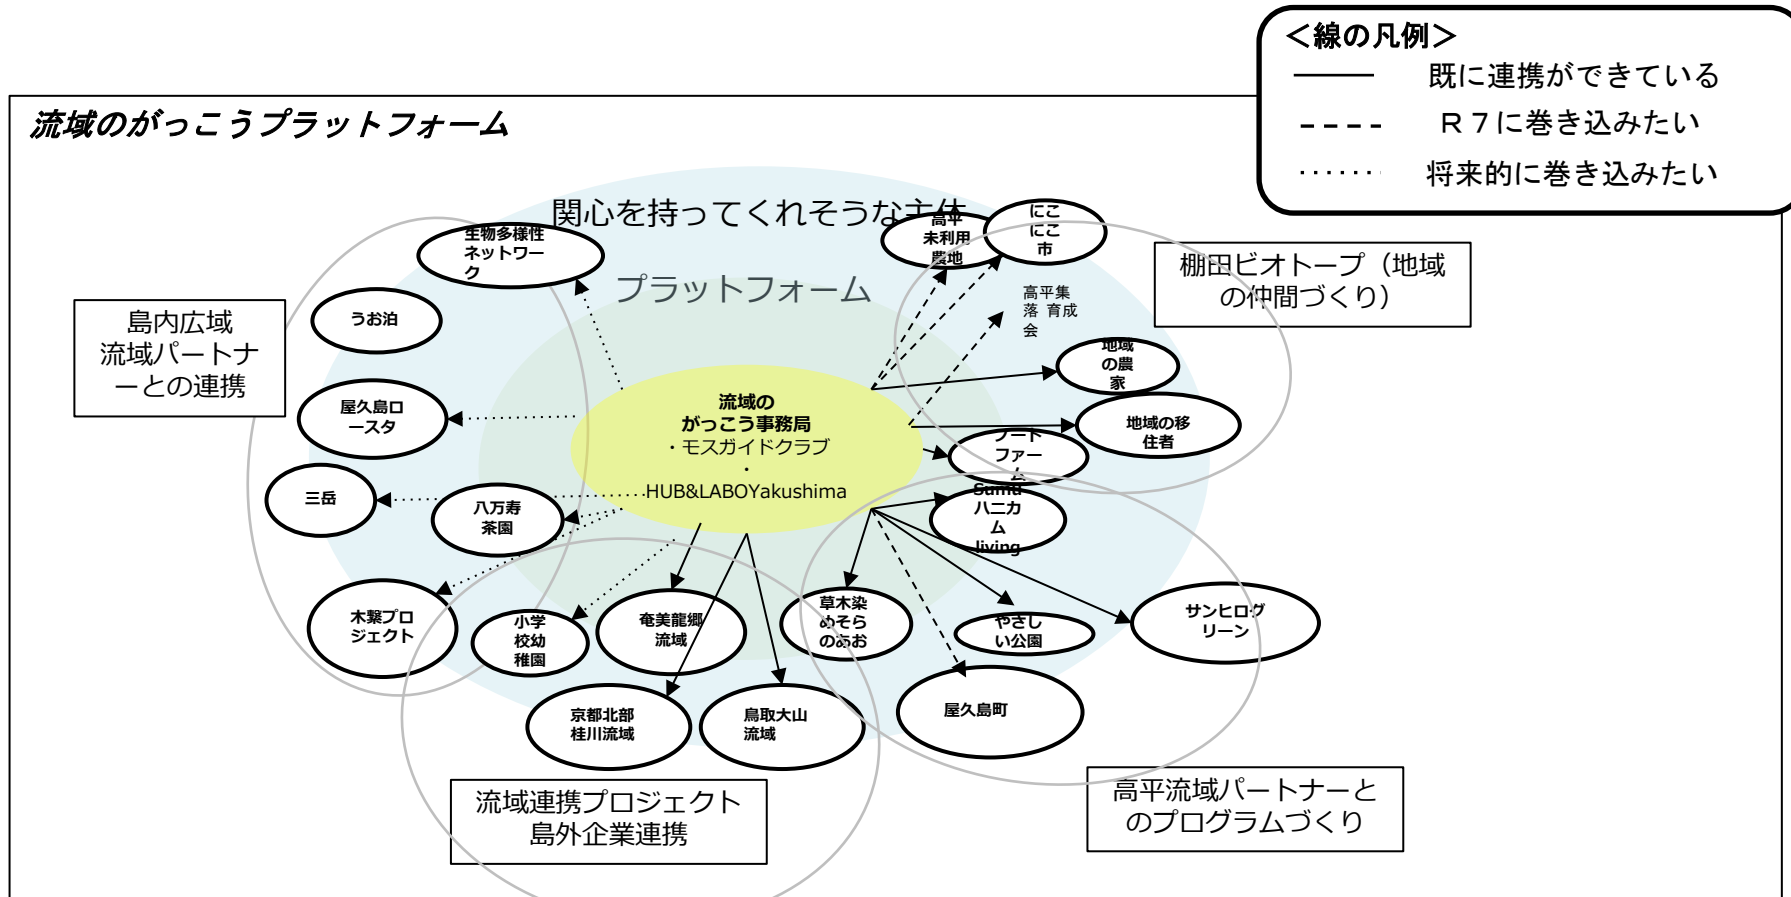 ＜線の凡例＞
既に連携ができている
Ｒ７に巻き込みたい
将来的に巻き込みたい
流域のがっこうプラットフォーム
関心を持ってくれそうな主体
プラットフォーム
生物多様性
ネットワー
ク
高平
未利用
農地
にこ
にこ
市
棚田ビオトープ（地域
の仲間づくり）
高平集
落 育成
会
島内広域
流域パートナ
ーとの連携
うお泊
地域
の農
家
屋久島ロ
ースタ
流域の
がっこう事務局
・モスガイドクラブ
・
HUB&LABOYakushima
地域の移
住者
ノート
ファー
ム
三岳
八万寿
茶園
Sumu
ハニカ
ム
living
木繋プロ
ジェクト
小学
校幼
稚園
奄美龍郷
流域
草木染
めそら
のあお
やさし
い公園
サンヒログ
リーン
京都北部
桂川流域
鳥取大山
流域
屋久島町
流域連携プロジェクト
島外企業連携
高平流域パートナーと
のプログラムづくり